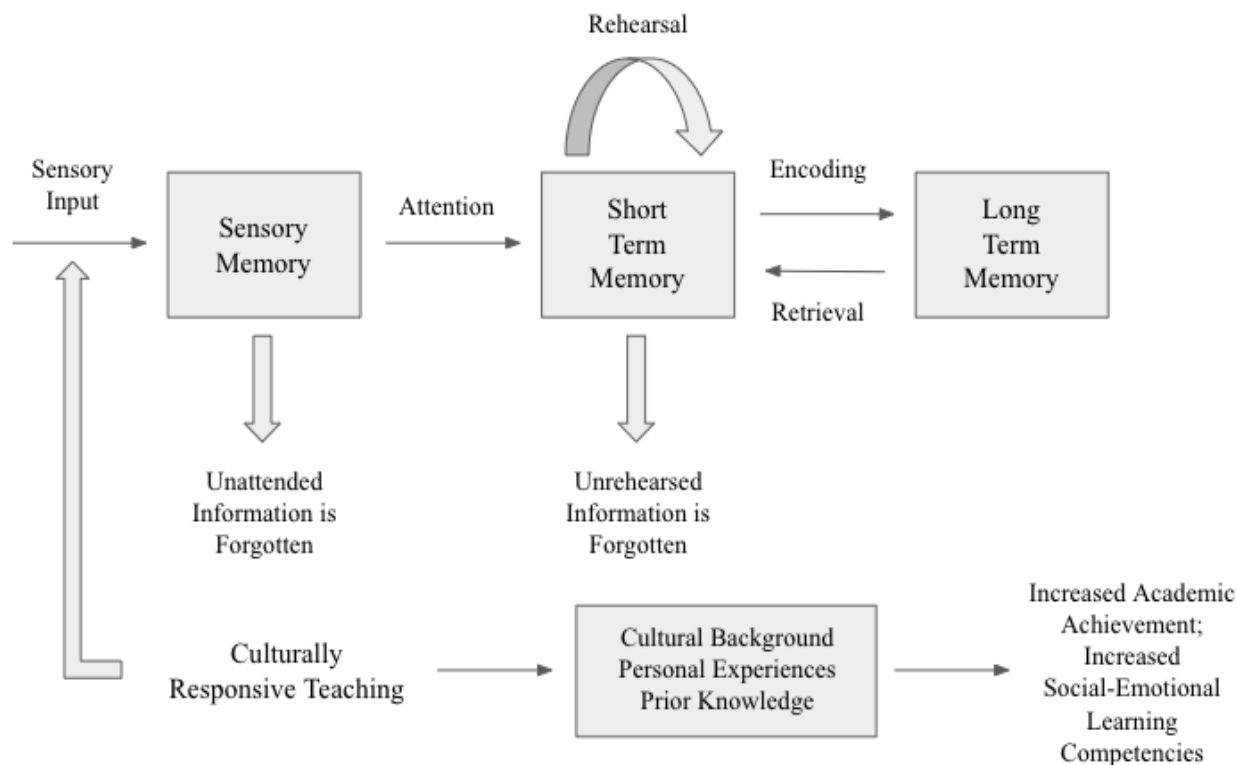 Rehearsal
Sensory
Input
Sensory
Memory
Attention
Short
Term
Memory
Encoding
Retrieval
Long
Term
Memory
Unattended
Information is
Forgotten
Unrehearsed
Information is
Forgotten
Culturally
Responsive Teaching
Cultural Background
Personal Experiences
Prior Knowledge
Increased Academic
Achievement;
Increased
Social-Emotional
Learning
Competencies